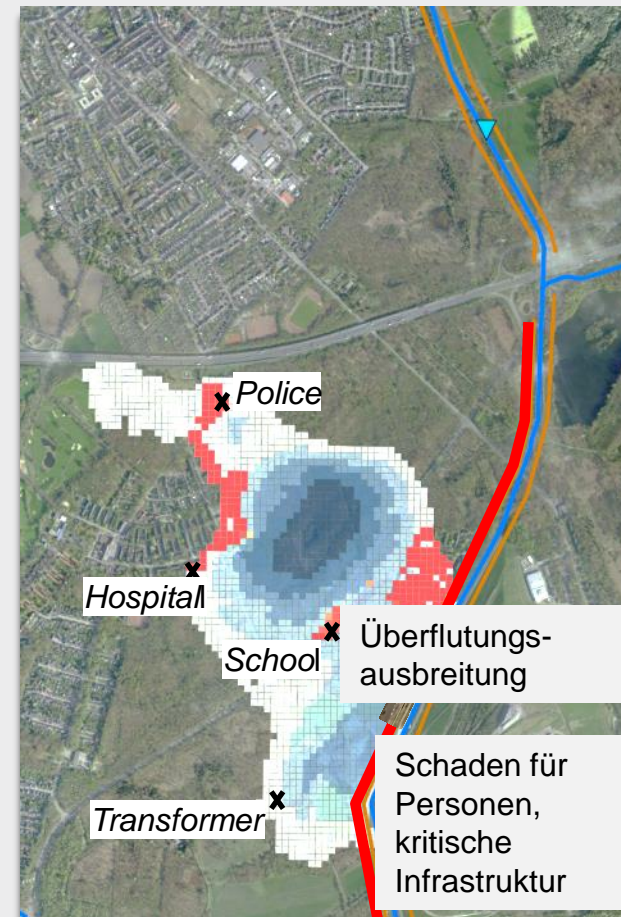 Police
Hospital
School
Überflutungs-
ausbreitung
Transformer
Schaden für
Personen,
kritische
Infrastruktur